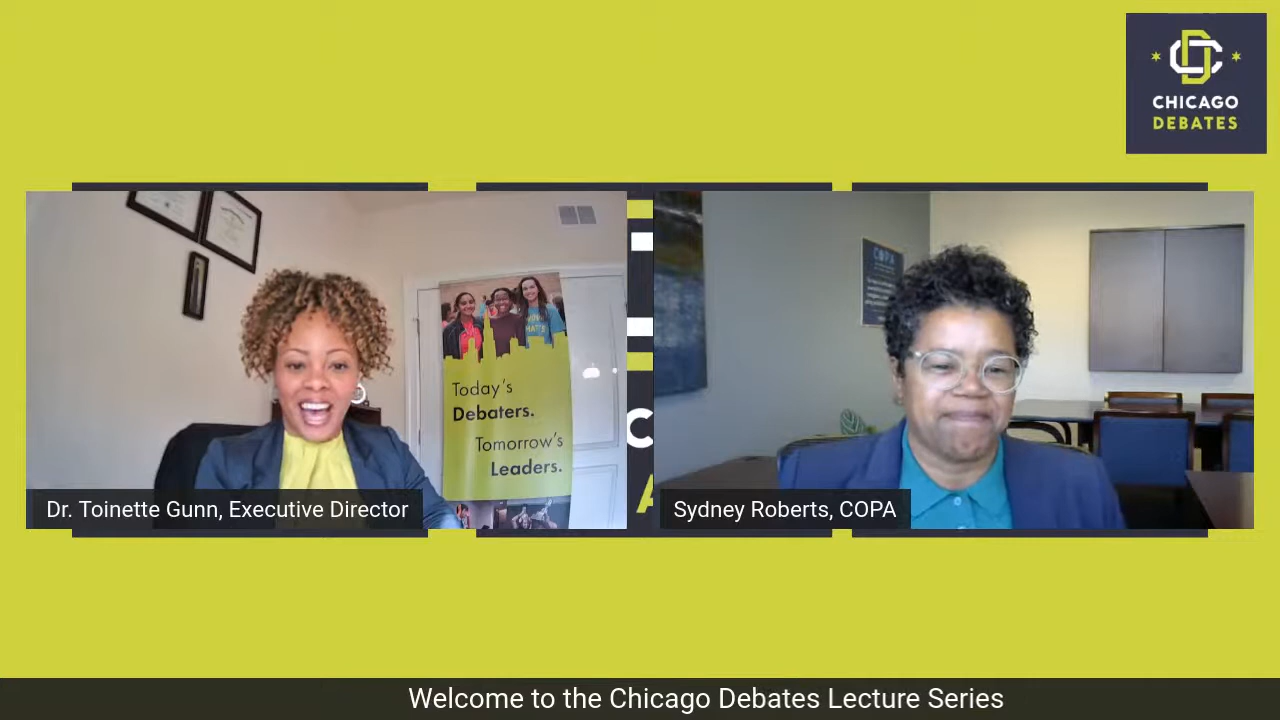 CHICAGO
DEBATES
COPA
Today's
Debaters.
Tomorrow's
Leaders.
Dr. Toinette Gunn, Executive Director
Sydney Roberts, COPA
Welcome to the Chicago Debates Lecture Series